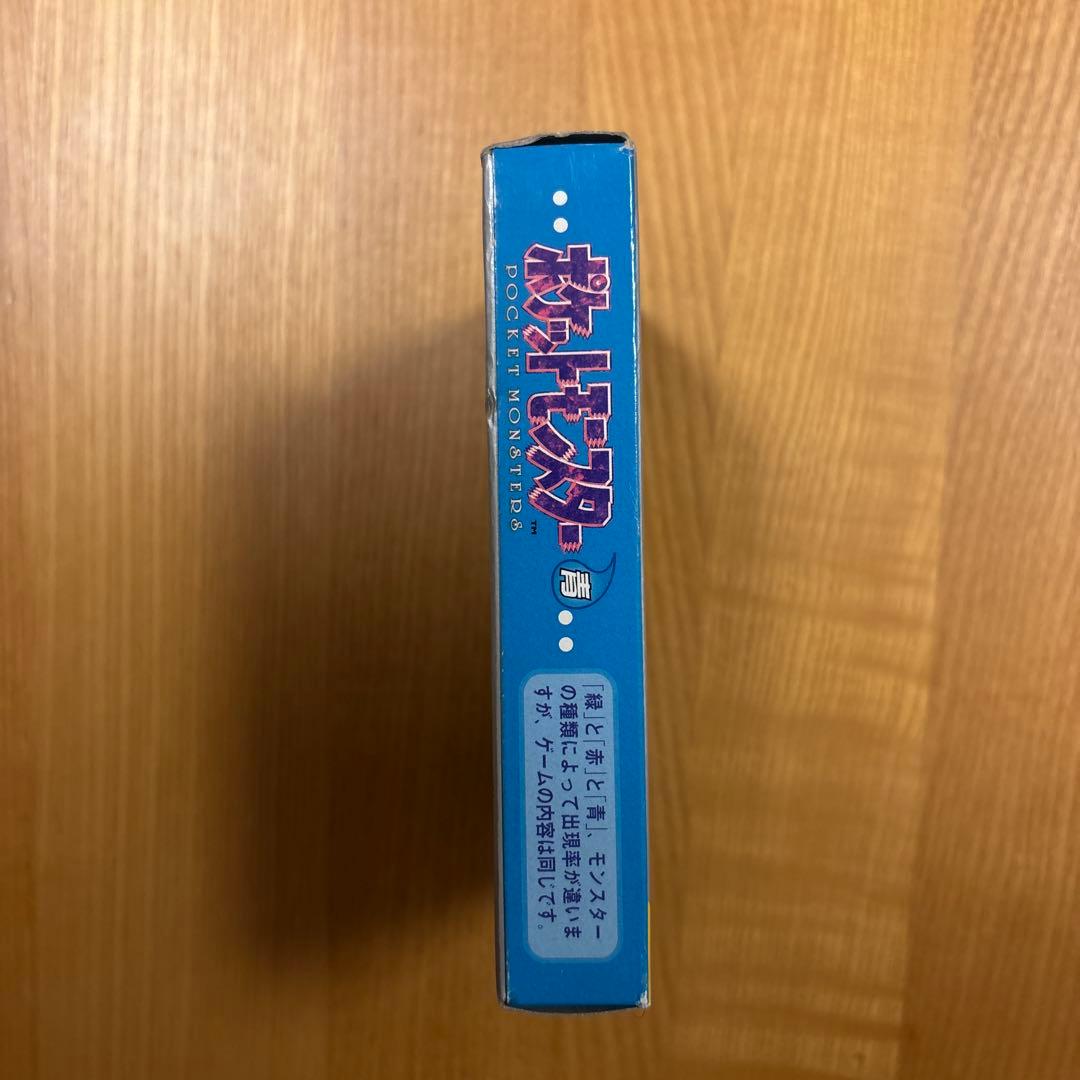 ポケットモンスター
POCKET MONSTERS™
青
「緑」と「赤」と「青」、モンスター
の種類によって出現率が違いま
すが、ゲームの内容は同じです。